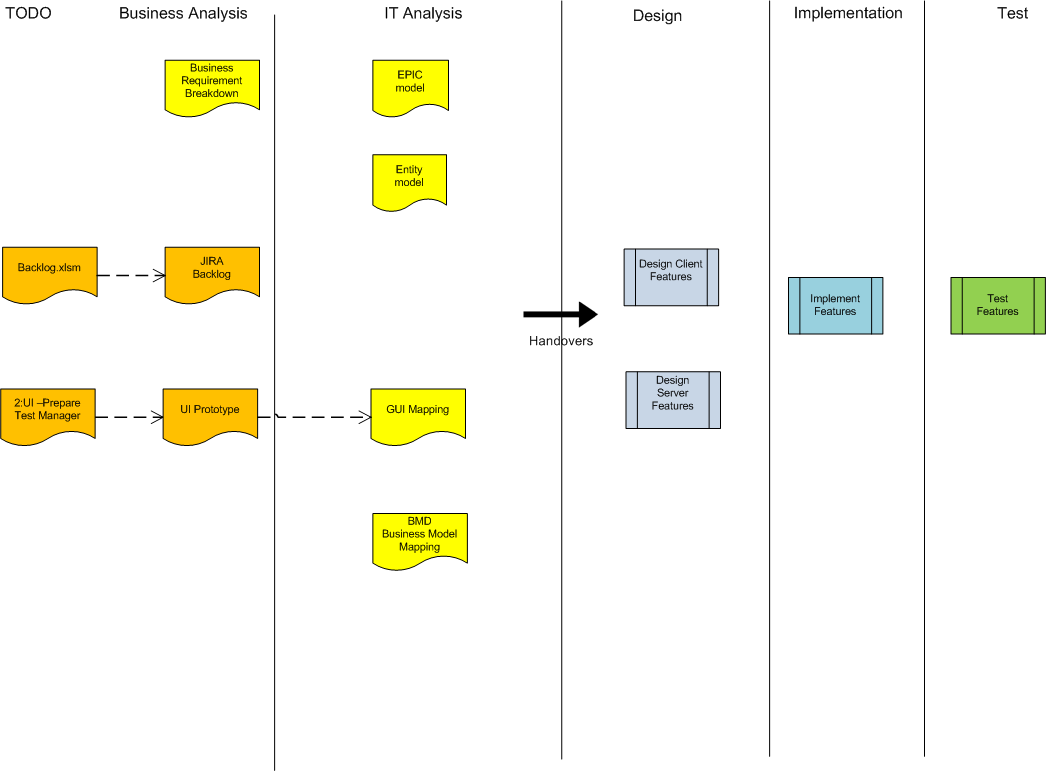 TODO
Business Analysis
IT Analysis
Design
Implementation
Test
Business
Requirement
Breakdown
EPIC
model
Entity
model
Backlog.xlsm
JIRA
Backlog
Design Client
Features
Implement
Features
Test
Features
Handovers
2:UI –Prepare
Test Manager
UI Prototype
GUI Mapping
Design
Server
Features
BMD
Business Model
Mapping